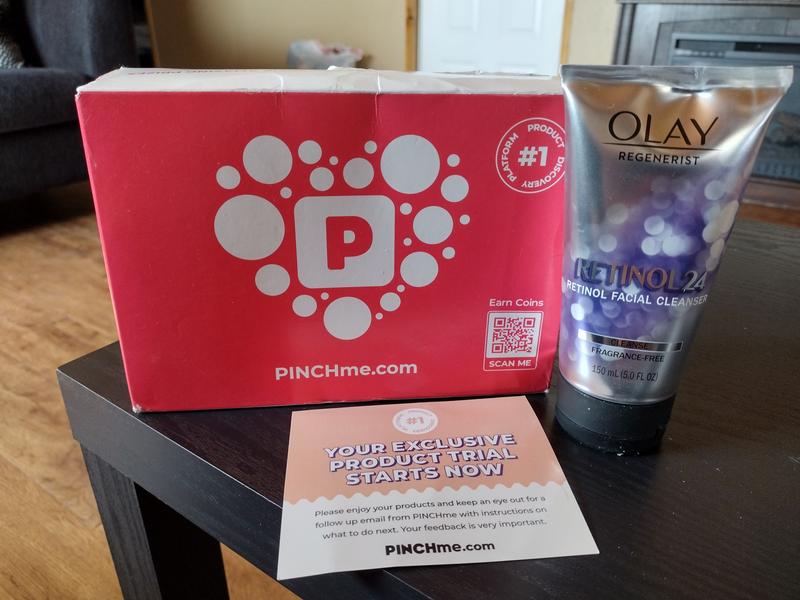 PLATFORM PRODUCT DISCOVERY
#1
P
Earn Coins
SCAN ME
PINCHme.com
OLAY
REGENERIST
RETINOL 24
RETINOL FACIAL CLEANSER
CLEANSE
FRAGRANCE-FREE
150 mL (5.0 FL OZ)
#1
YOUR EXCLUSIVE
PRODUCT TRIAL
STARTS NOW
Please enjoy your products and keep an eye out for a
follow up email from PINCHme with instructions on
what to do next. Your feedback is very important.
PINCHme.com